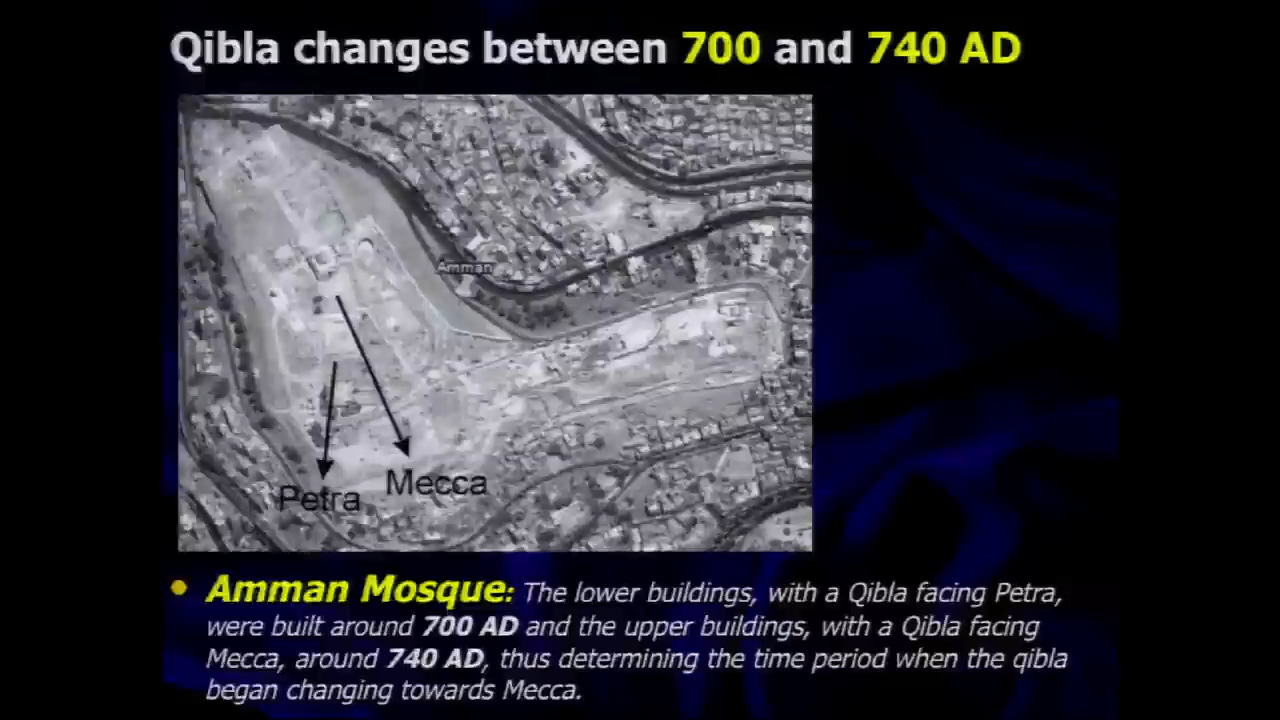 Qibla changes between 700 and 740 AD
Amman
Petra
Mecca
• Amman Mosque: The lower buildings, with a Qibla facing Petra,
were built around 700 AD and the upper buildings, with a Qibla facing
Mecca, around 740 AD, thus determining the time period when the qibla
began changing towards Mecca.